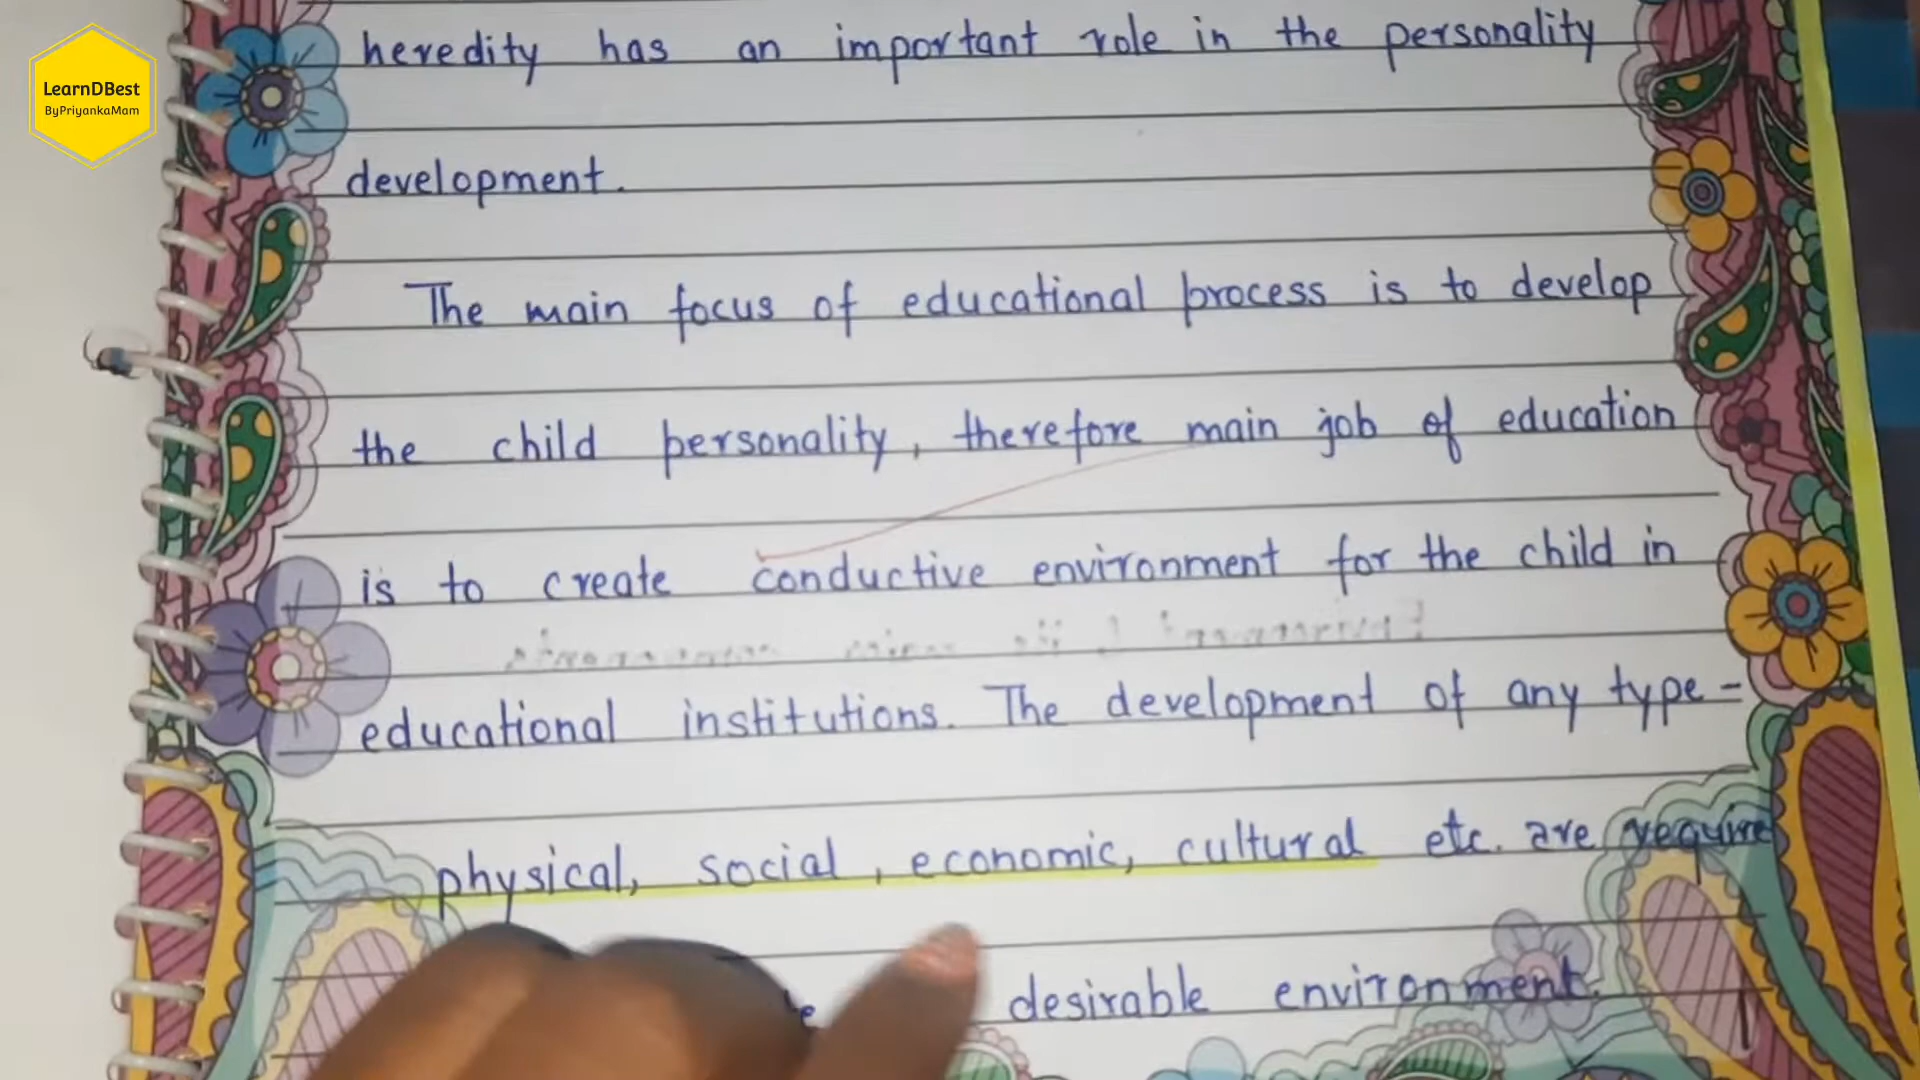 LearnDBest
ByPriyankaMam
heredity has an important role in the personality
development.
The main focus of educational process is to develop
the child personality, therefore main job of education
is to create conductive environment for the child in
educational institutions. The development of any type -
physical, social, economic, cultural etc. are require
desirable environment.